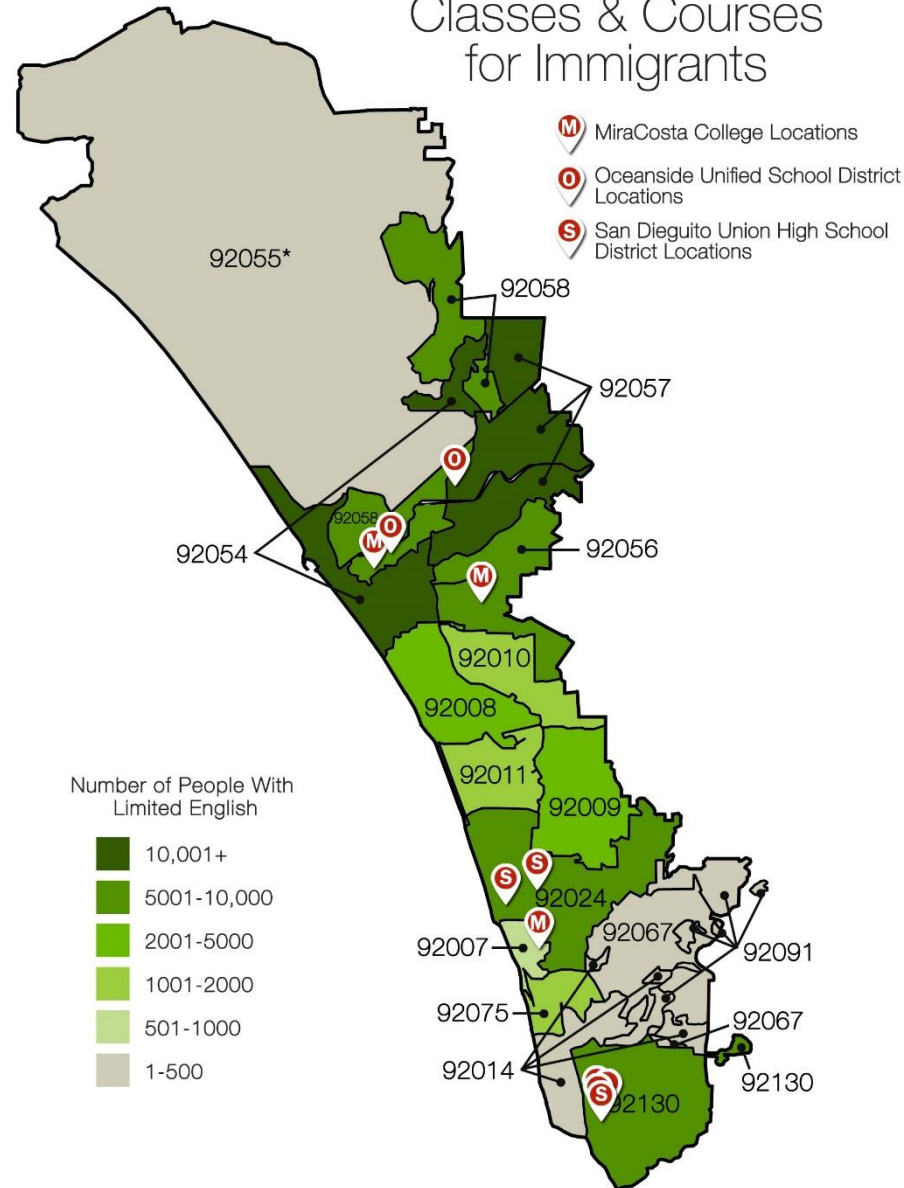 Classes & Courses
for Immigrants
M MiraCosta College Locations
O Oceanside Unified School District
Locations
S San Dieguito Union High School
District Locations
92055*
92058
92057
O
92058
O
M
92054
92056
M
92010
92008
92011
92009
Number of People With
Limited English
10,001+
5001-10,000
2001-5000
1001-2000
501-1000
1-500
S
S
92024
M
92007
92067
92091
92075
92067
92014
92130
S
92130